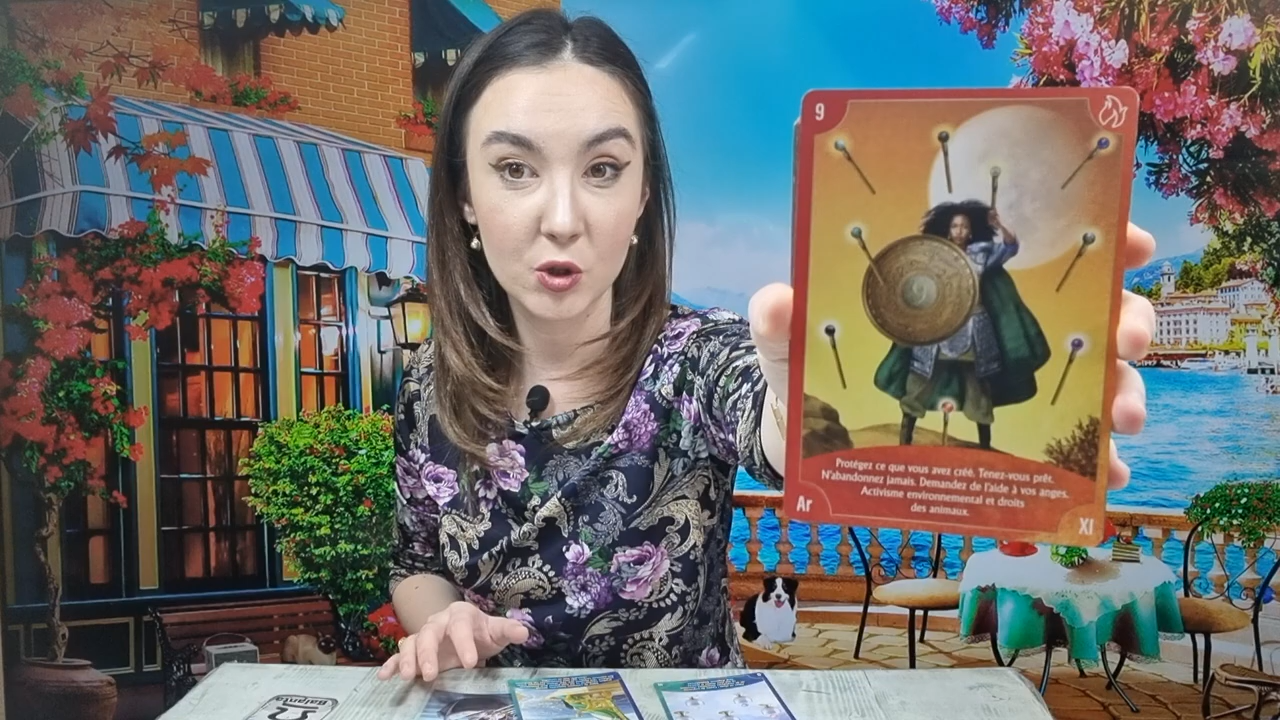 9
Protégez ce que vous avez créé. Tenez-vous prêt.
N'abandonnez jamais. Demandez de l'aide à vos anges.
Activisme environnemental et droits
des animaux.
Ar
XI
Balanța